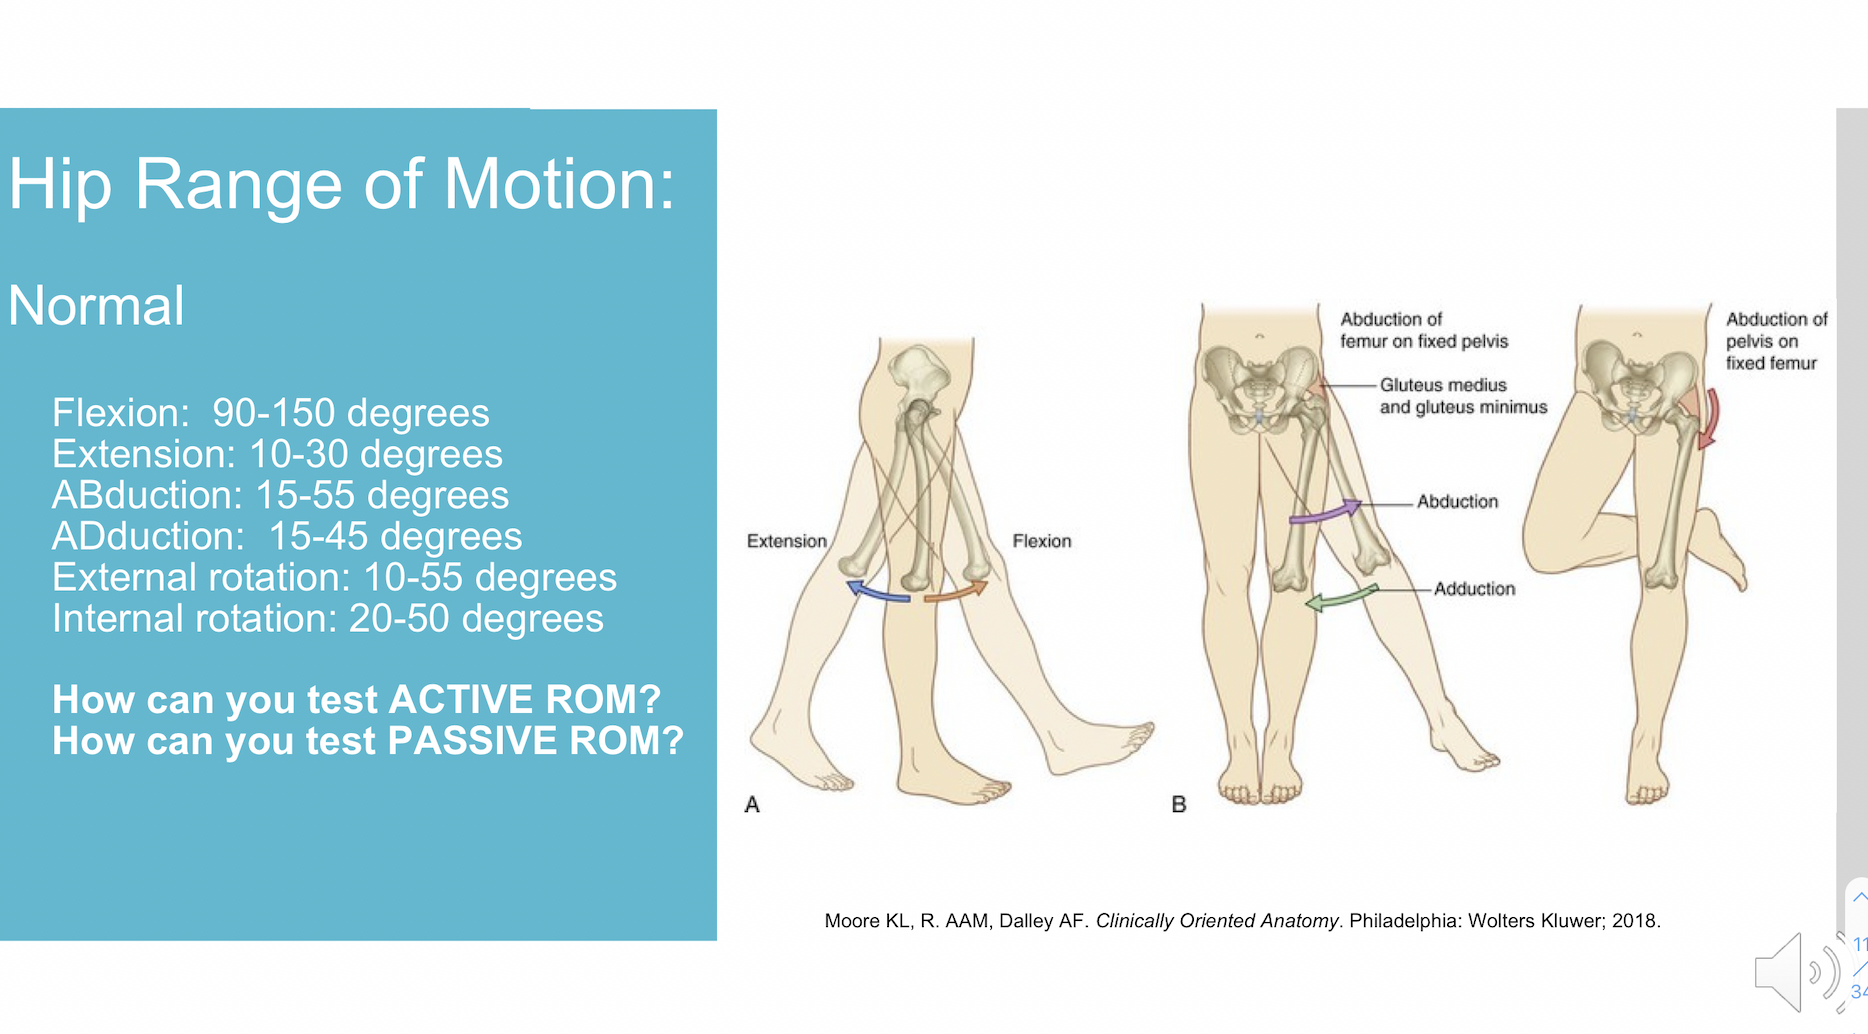 Hip Range of Motion:
Normal
Flexion:  90-150 degrees
Extension: 10-30 degrees
ABduction: 15-55 degrees
ADduction:  15-45 degrees
External rotation: 10-55 degrees
Internal rotation: 20-50 degrees
How can you test ACTIVE ROM?
How can you test PASSIVE ROM?
Extension
Flexion
A
Abduction of
femur on fixed pelvis
Gluteus medius
and gluteus minimus
Abduction
Adduction
B
Abduction of
pelvis on
fixed femur
Moore KL, R. AAM, Dalley AF. Clinically Oriented Anatomy. Philadelphia: Wolters Kluwer; 2018.
11
34